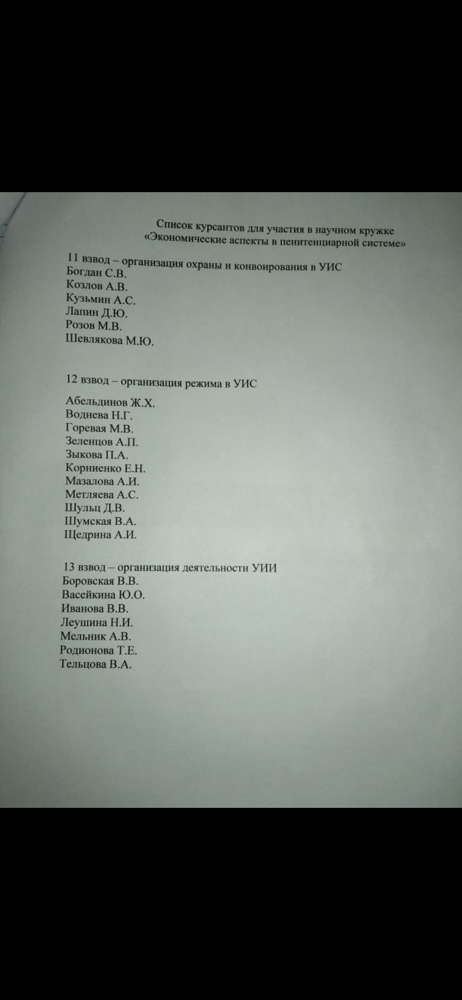 Список курсантов для участия в научном кружке
«Экономические аспекты в пенитенциарной системе»
11 взвод – организация охраны и конвоирования в УИС
Богдан С.В.
Козлов А.В.
Кузьмин А.С.
Лапин Д.Ю.
Розов М.В.
Шевлякова М.Ю.
12 взвод – организация режима в УИС
Абельдинов Ж.Х.
Воднева Н.Г.
Горевая М.В.
Зеленцов А.П.
Зыкова П.А.
Корниенко Е.Н.
Мазалова А.И.
Метляева А.С.
Шульц Д.В.
Шумская В.А.
Щедрина А.И.
13 взвод – организация деятельности УИИ
Боровская В.В.
Васейкина Ю.О.
Иванова В.В.
Леушина Н.И.
Мельник А.В.
Родионова Т.Е.
Тельцова В.А.